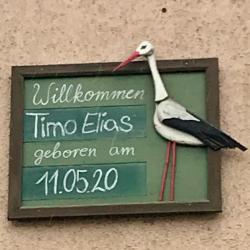 Willkommen
Timo Elias
geboren am
11.05.20